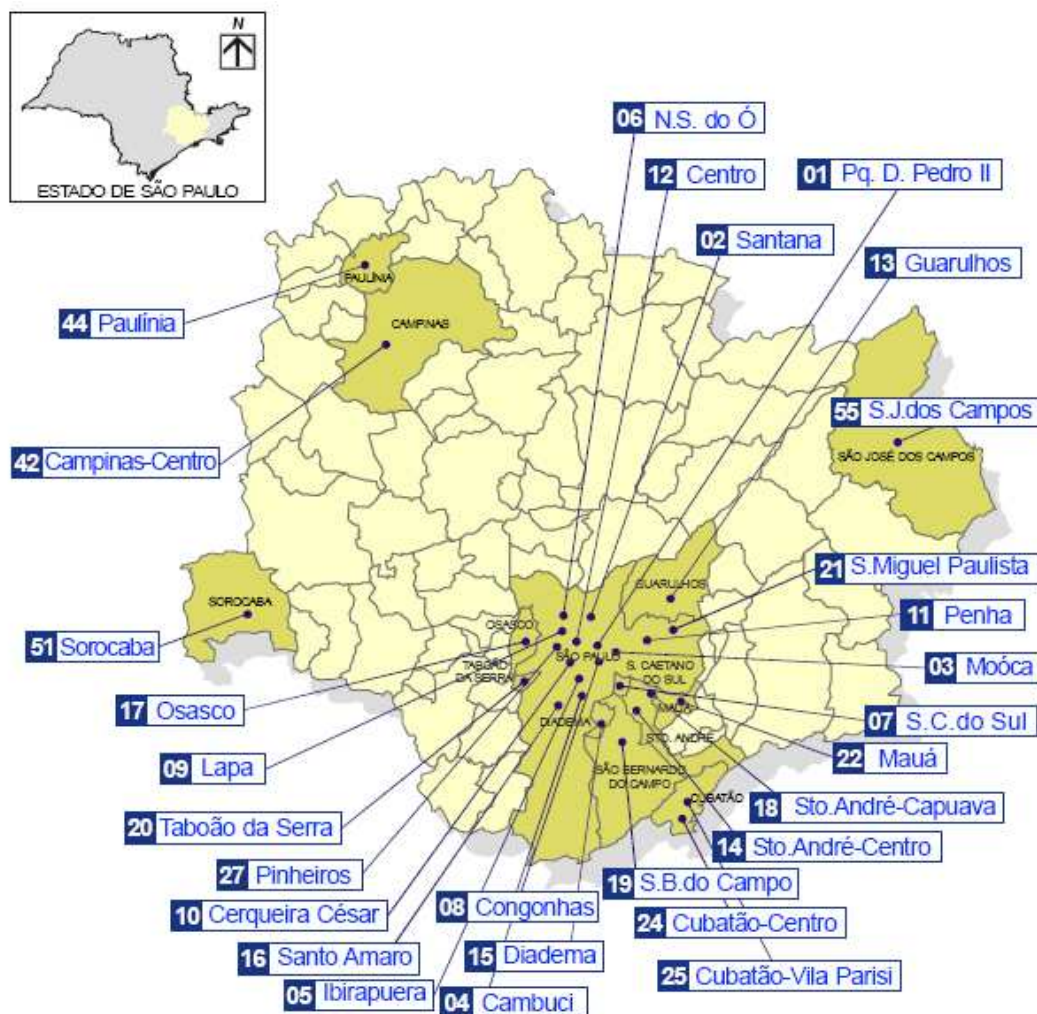 N
ESTADO DE SÃO PAULO
06 N.S. do Ó
12 Centro
01 Pq. D. Pedro II
02 Santana
13 Guarulhos
PAULÍNIA
44 Paulínia
CAMPINAS
55 S.J.dos Campos
42 Campinas-Centro
SÃO JOSÉ DOS CAMPOS
GUARULHOS
21 S.Miguel Paulista
SOROCABA
OSASCO
11 Penha
51 Sorocaba
SÃO PAULO
TABOÃO
DA SERRA
S. CAETANO
DO SUL
03 Moóca
17 Osasco
MAUÁ
07 S.C.do Sul
DIADEMA
STO. ANDRÉ
22 Mauá
09 Lapa
SÃO BERNARDO
DO CAMPO
CUBATÃO
18 Sto.André-Capuava
20 Taboão da Serra
14 Sto.André-Centro
27 Pinheiros
19 S.B.do Campo
10 Cerqueira César
08 Congonhas
24 Cubatão-Centro
16 Santo Amaro
15 Diadema
25 Cubatão-Vila Parisi
05 Ibirapuera
04 Cambuci